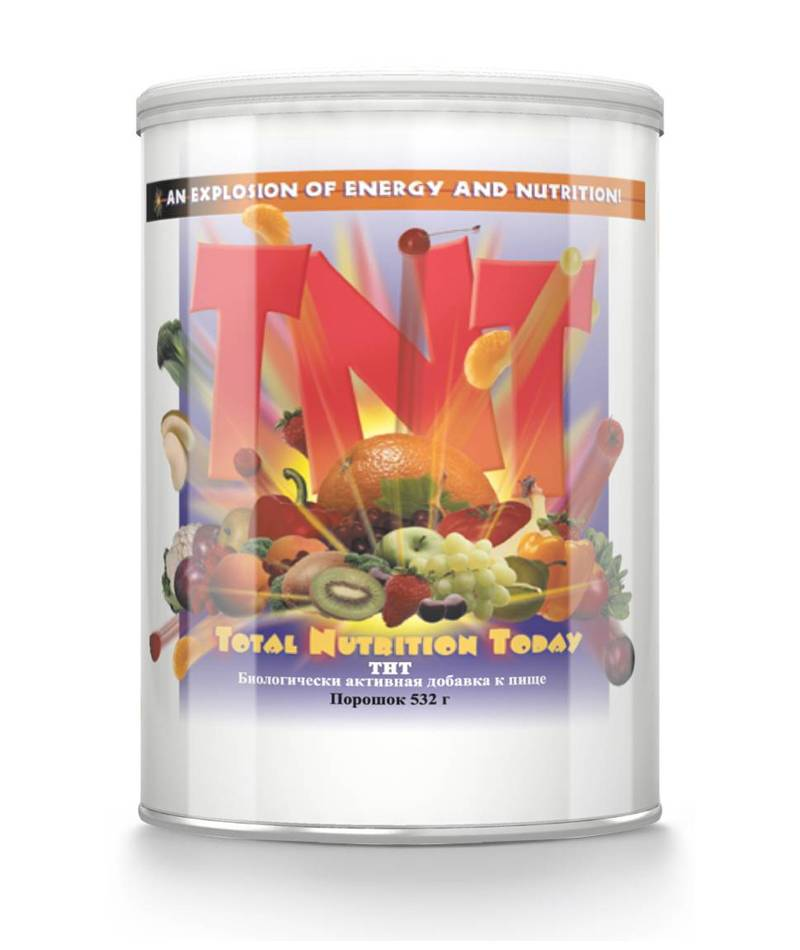 AN EXPLOSION OF ENERGY AND NUTRITION!
TNT
TOTAL NUTRITION TODAY
ТНТ
Биологически активная добавка к пище
Порошок 532 г